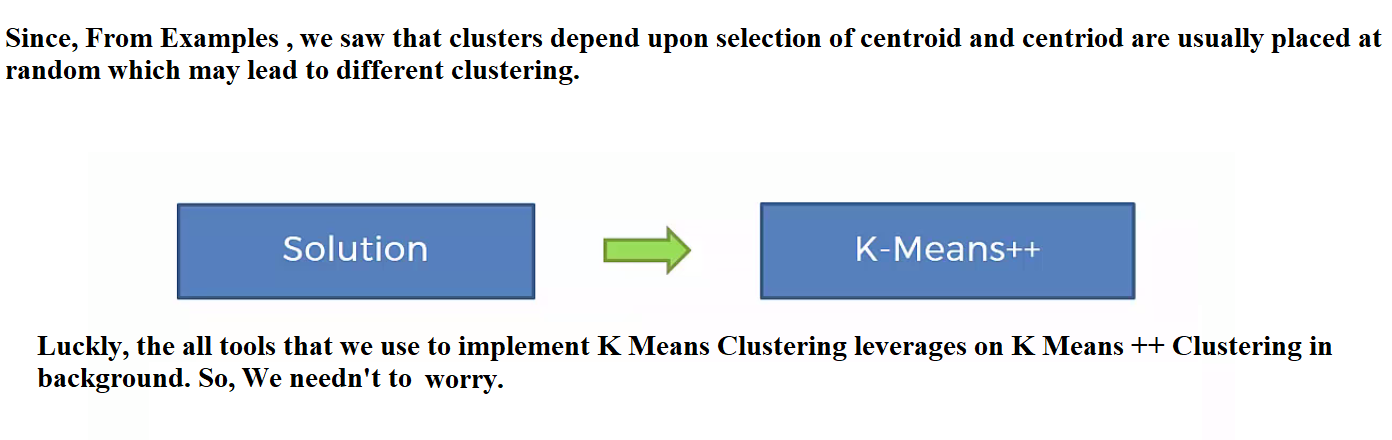 Since, From Examples , we saw that clusters depend upon selection of centroid and centriod are usually placed at
random which may lead to different clustering.
Solution
K-Means++
Luckly, the all tools that we use to implement K Means Clustering leverages on K Means ++ Clustering in
background. So, We needn't to worry.